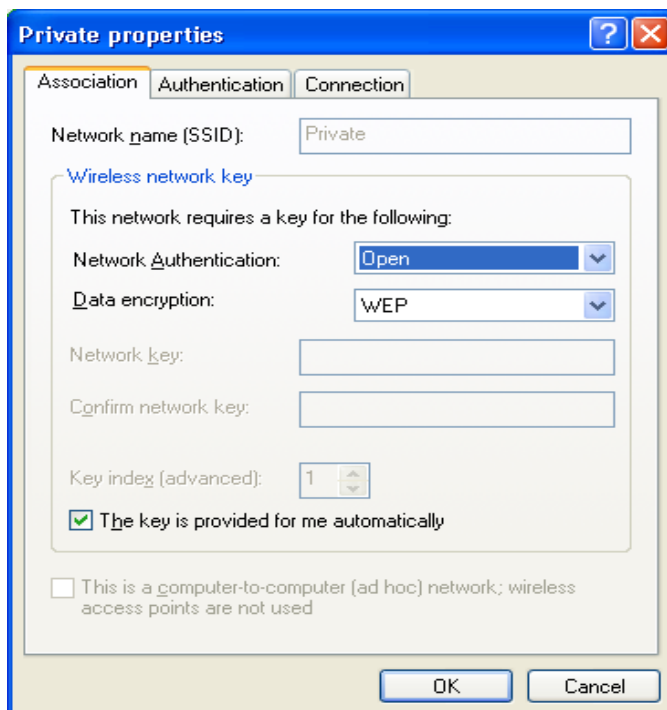 Private properties
Association Authentication Connection
Network name (SSID): Private
Wireless network key
This network requires a key for the following:
Network Authentication: Open
Data encryption: WEP
Network key:
Confirm network key:
Key index (advanced): 1
The key is provided for me automatically
This is a computer-to-computer (ad hoc) network; wireless
access points are not used
OK Cancel